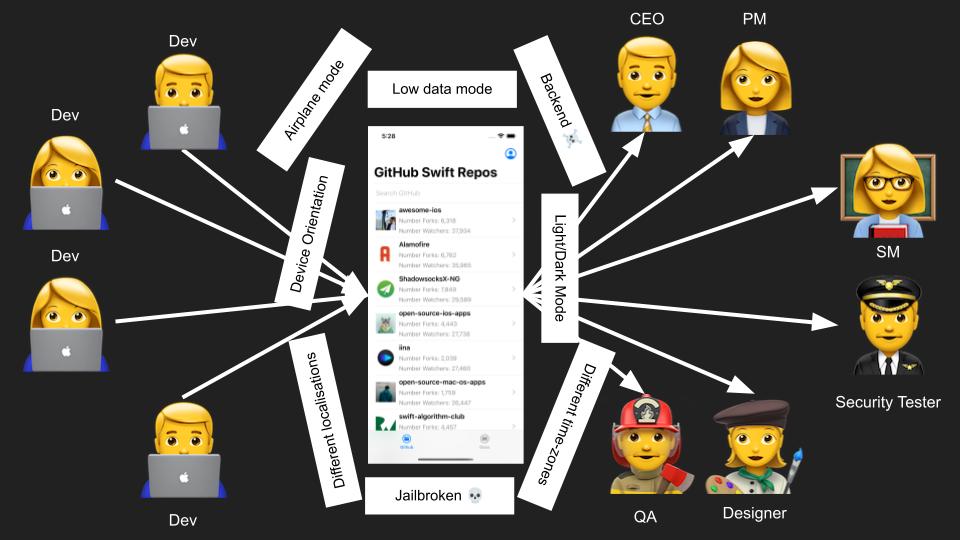 CEO
PM
Dev
Airplane mode
Low data mode
Backend ☠️
Dev
5:28
GitHub Swift Repos
Search GitHub
awesome-ios
Number Forks: 6,318
Number Watchers: 37,934
Alamofire
Number Forks: 6,762
Number Watchers: 35,965
ShadowsocksX-NG
Number Forks: 7,849
Number Watchers: 29,589
open-source-ios-apps
Number Forks: 4,443
Number Watchers: 27,736
iina
Number Forks: 2,039
Number Watchers: 27,460
open-source-mac-os-apps
Number Forks: 1,759
Number Watchers: 26,447
swift-algorithm-club
Number Forks: 4,457
GitHub
Device Orientation
Light/Dark Mode
SM
Dev
Different localisations
Different time-zones
Security Tester
Jailbroken 💀
Dev
QA
Designer